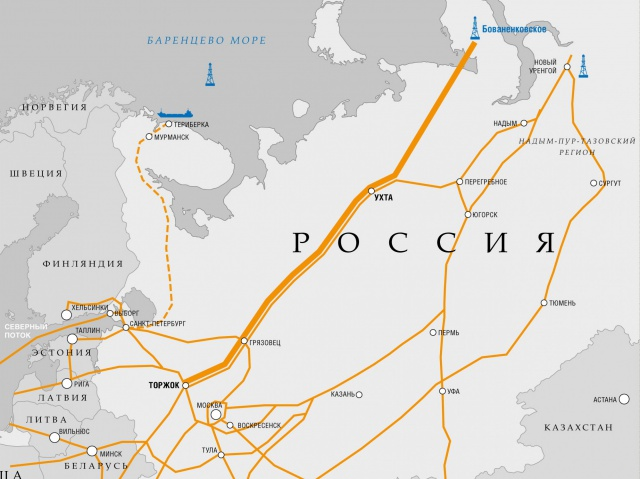 Бованенковское
БАРЕНЦЕВО МОРЕ
НОВЫЙ
УРЕНГОЙ
НОРВЕГИЯ
ТЕРИБЕРКА
НАДЫМ
МУРМАНСК
НАДЫМ-ПУР-ТАЗОВСКИЙ
РЕГИОН
ШВЕЦИЯ
ПЕРЕГРЕБНОЕ
СУРГУТ
УХТА
ЮГОРСК
РОССИЯ
ФИНЛЯНДИЯ
ТЮМЕНЬ
ХЕЛЬСИНКИ
ВЫБОРГ
СЕВЕРНЫЙ
ПОТОК
САНКТ-ПЕТЕРБУРГ
ТАЛЛИН
ПЕРМЬ
ГРЯЗОВЕЦ
ЭСТОНИЯ
РИГА
ТОРЖОК
ЛАТВИЯ
КАЗАНЬ
УФА
АСТАНА
МОСКВА
ЛИТВА
ВОСКРЕСЕНСК
КАЗАХСТАН
ВИЛЬНЮС
МИНСК
ТУЛА
БЕЛАРУСЬ
ЦА